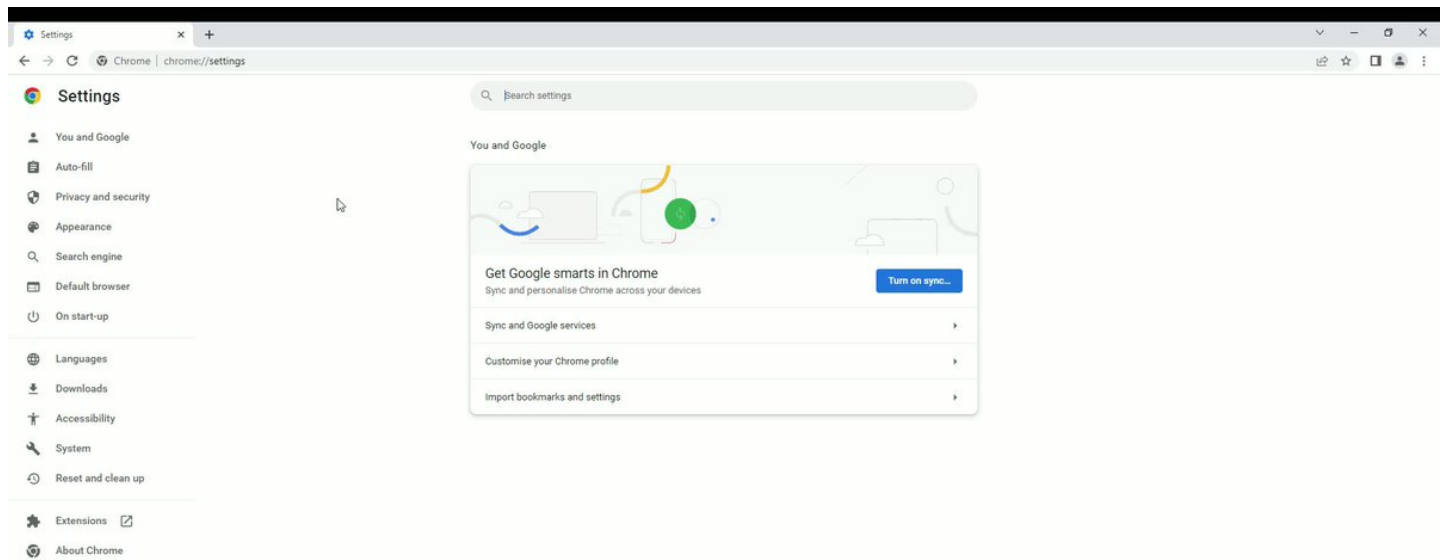 Settings
Chrome | chrome://settings
Settings
Search settings
You and Google
Auto-fill
Privacy and security
Appearance
Search engine
Default browser
On start-up
Languages
Downloads
Accessibility
System
Reset and clean up
Extensions
About Chrome
You and Google
Get Google smarts in Chrome
Sync and personalise Chrome across your devices
Turn on sync...
Sync and Google services
Customise your Chrome profile
Import bookmarks and settings